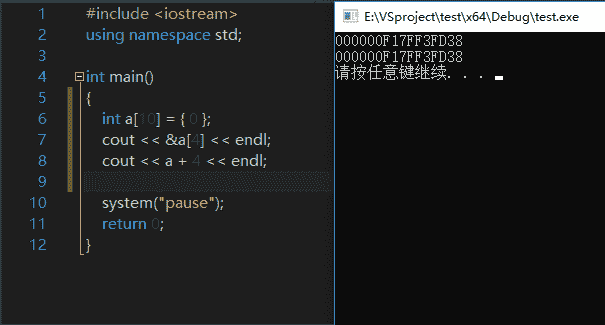 1 #include <iostream>
2 using namespace std;
3
4 int main()
5 {
6 int a[10] = { 0 };
7 cout << &a[4] << endl;
8 cout << a + 4 << endl;
9
10 system("pause");
11 return 0;
12 }
E:\VSproject\test\x64\Debug\test.exe
000000F17FF3FD38
000000F17FF3FD38
请按任意键继续. . .